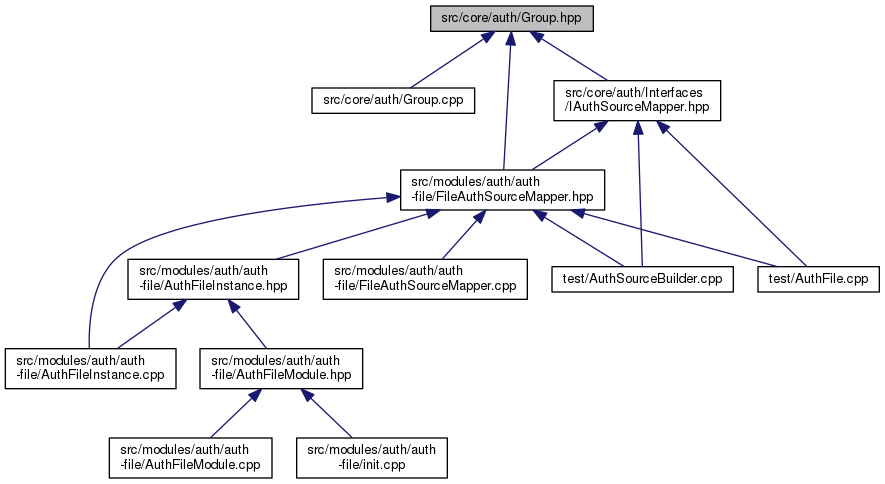 src/core/auth/Group.hpp
src/core/auth/Group.cpp
src/core/auth/Interfaces
/IAuthSourceMapper.hpp
src/modules/auth/auth
-file/FileAuthSourceMapper.hpp
src/modules/auth/auth
-file/AuthFileInstance.hpp
src/modules/auth/auth
-file/FileAuthSourceMapper.cpp
test/AuthSourceBuilder.cpp
test/AuthFile.cpp
src/modules/auth/auth
-file/AuthFileInstance.cpp
src/modules/auth/auth
-file/AuthFileModule.hpp
src/modules/auth/auth
-file/AuthFileModule.cpp
src/modules/auth/auth
-file/init.cpp